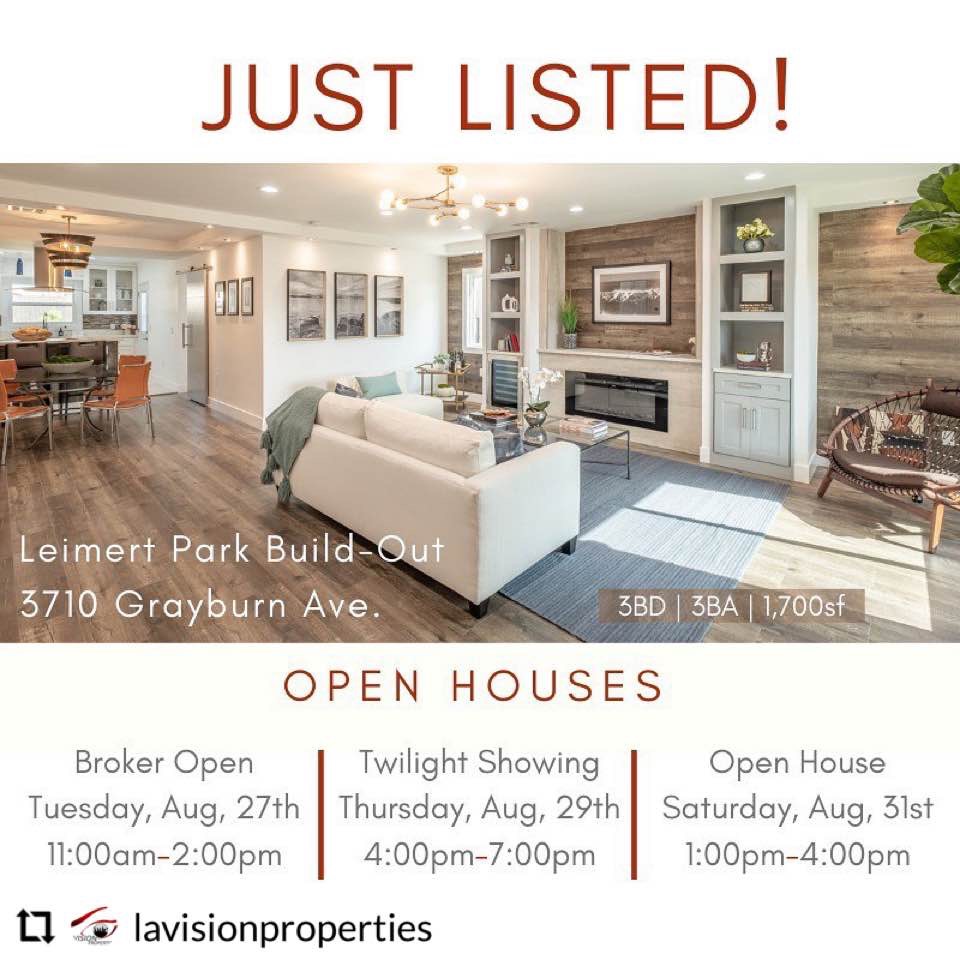 JUST LISTED!
Leimert Park Build-Out
3710 Grayburn Ave.
3BD | 3BA | 1,700sf
OPEN HOUSES
Broker Open
Tuesday, Aug, 27th
11:00am-2:00pm
Twilight Showing
Thursday, Aug, 29th
4:00pm-7:00pm
Open House
Saturday, Aug, 31st
1:00pm-4:00pm
VISION
lavisionproperties